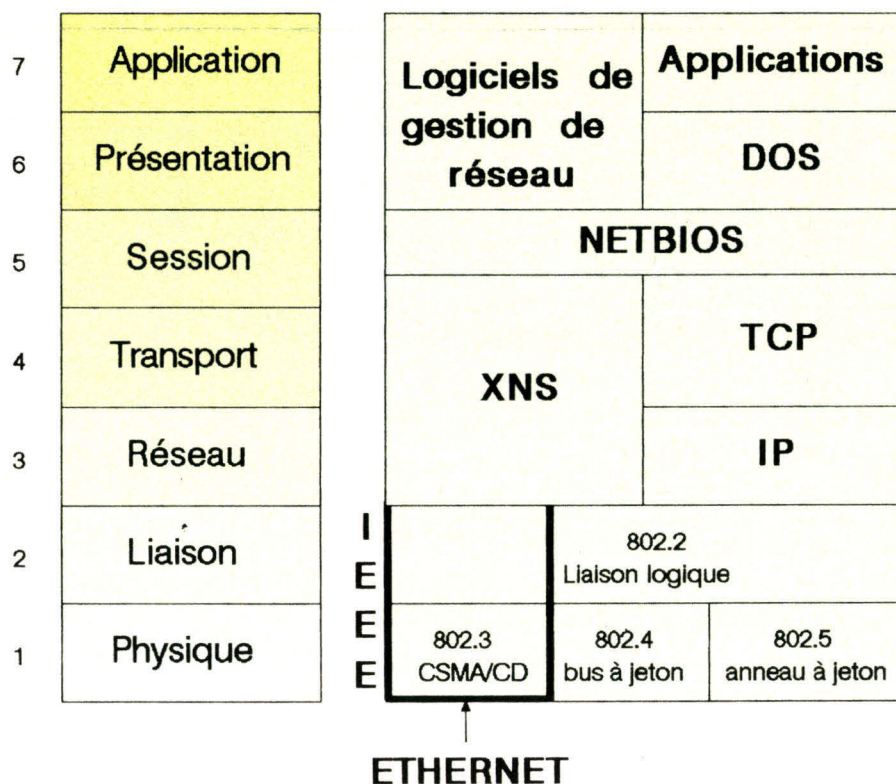 7
Application
6
Présentation
5
Session
4
Transport
3
Réseau
2
Liaison
1
Physique
Logiciels de
gestion de
réseau
Applications
DOS
NETBIOS
XNS
TCP
IP
I
E
E
E
802.2
Liaison logique
802.3
CSMA/CD
802.4
bus à jeton
802.5
anneau à jeton
ETHERNET